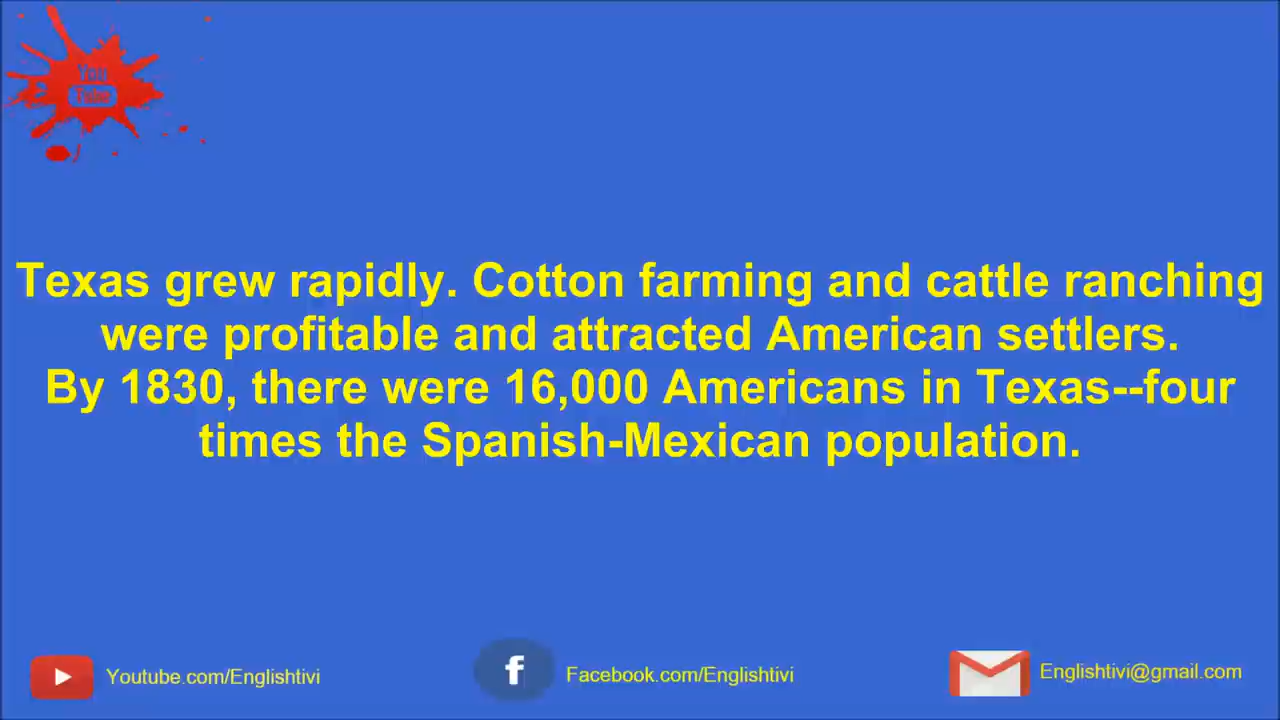 You
Tube
Texas grew rapidly. Cotton farming and cattle ranching
were profitable and attracted American settlers.
By 1830, there were 16,000 Americans in Texas--four
times the Spanish-Mexican population.
Youtube.com/Englishtivi
f
Facebook.com/Englishtivi
Englishtivi@gmail.com